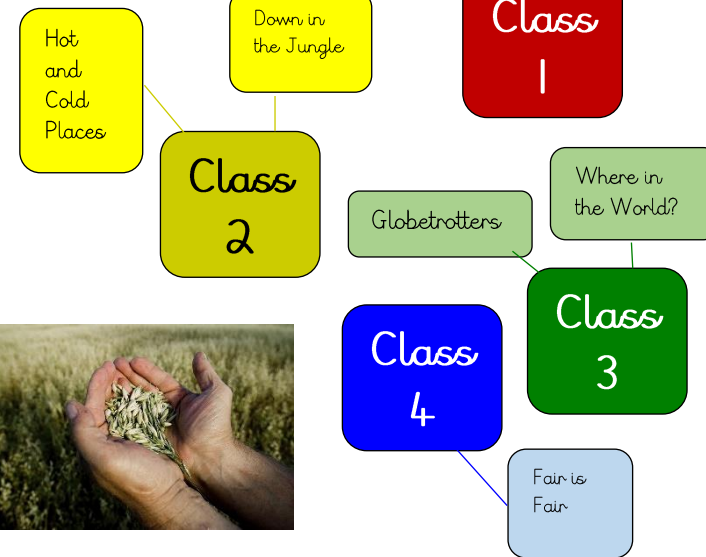 Hot
and
Cold
Places
Down in
the Jungle
Class
1
Class
2
Where in
the World?
Globetrotters
Class
3
Class
4
Fair is
Fair